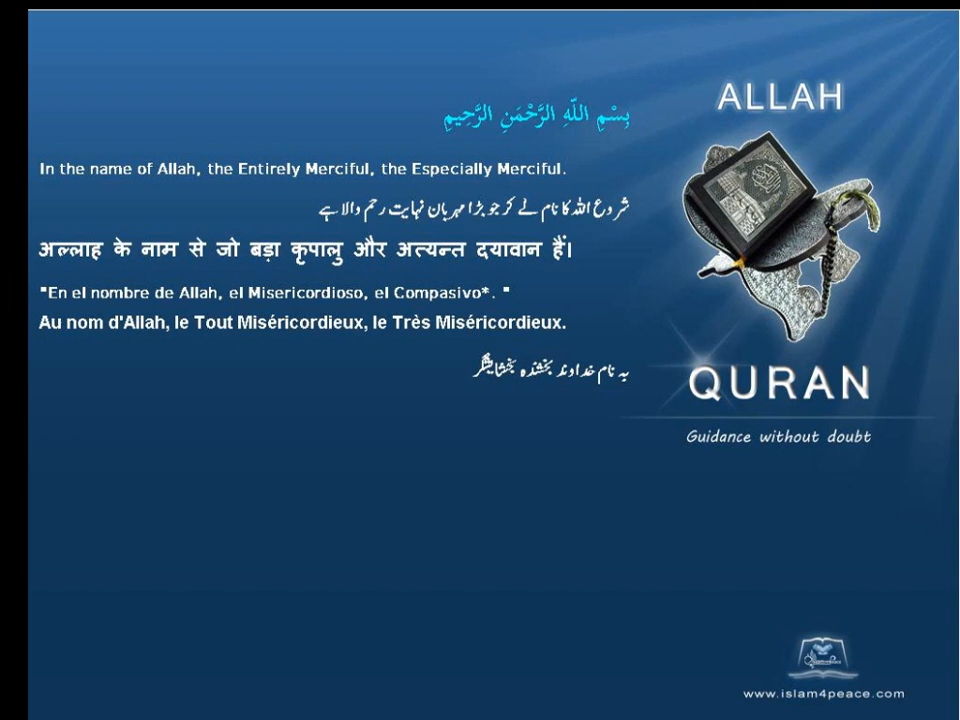 بِسْمِ اللّهِ الرَّحْمَنِ الرَّحِيمِ
In the name of Allah, the Entirely Merciful, the Especially Merciful.
شروع اللہ کا نام لے کر جو بڑا مہربان نہایت رحم والا ہے
अल्लाह के नाम से जो बड़ा कृपालु और अत्यन्त दयावान हैं।
"En el nombre de Allah, el Misericordioso, el Compasivo*. "
Au nom d'Allah, le Tout Miséricordieux, le Très Miséricordieux.
به نام خداوند بخشنده بخشایشگر
ALLAH
QURAN
Guidance without doubt
www.islam4peace.com